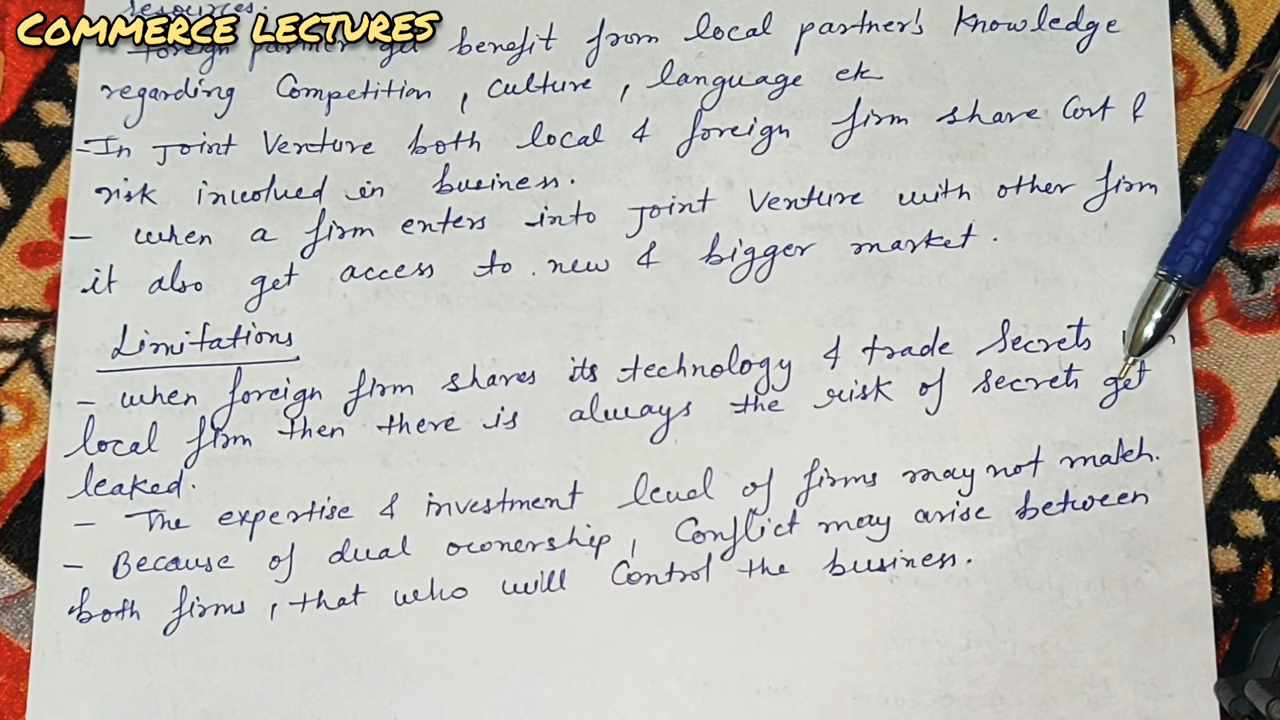 resources.
COMMERCE LECTURES
- foreign partner get benefit from local partner's knowledge
regarding Competition, culture, language etc
- In Joint Venture both local & foreign firm share Cost &
risk involved in business.
- when a firm enters into Joint Venture with other firm
it also get access to new & bigger market.
Limitations
- when foreign firm shares its technology & trade secrets
local firm then there is always the risk of secrets get
leaked.
- The expertise & investment level of firms may not match.
- Because of dual ownership, Conflict may arise between
both firms, that who will Control the business.